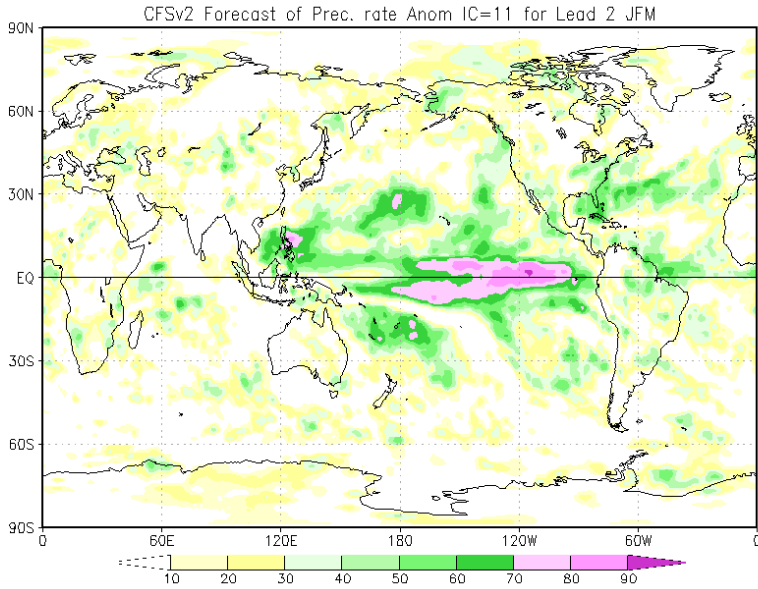 CFSv2 Forecast of Prec. rate Anom IC=11 for Lead 2 JFM
90N
60N
30N
EQ
30S
60S
90S
0 60E 120E 180 120W 60W 0
10 20 30 40 50 60 70 80 90